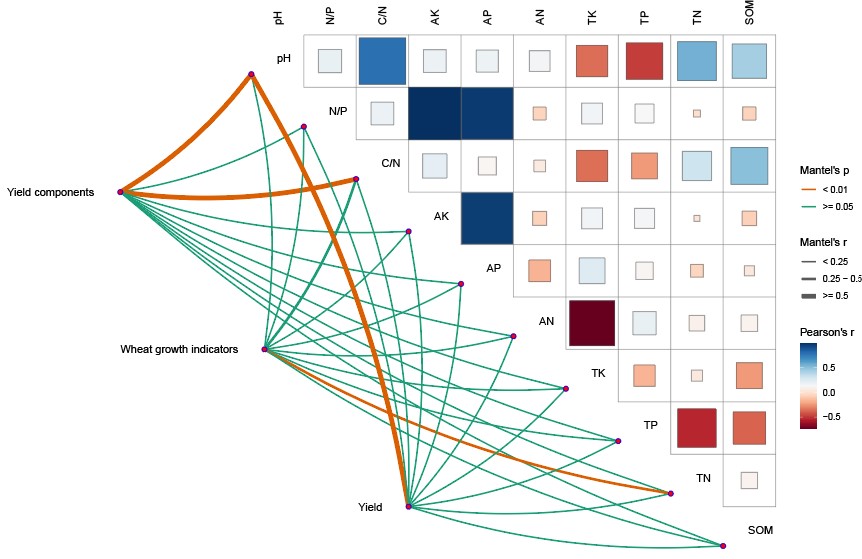 pH N/P C/N AK AP AN TK TP TN SOM
pH
N/P
C/N
AK
AP
AN
TK
TP
TN
SOM
Yield components
Wheat growth indicators
Yield
Mantel's p
< 0.01
>= 0.05
Mantel's r
< 0.25
0.25 – 0.5
>= 0.5
Pearson's r
0.5
0.0
−0.5